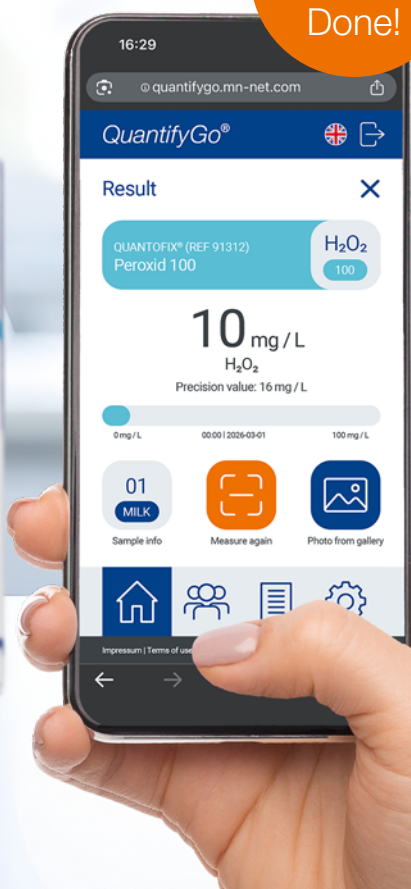 Done!
16:29
quantifygo.mn-net.com
QuantifyGo®
Result
QUANTOFIX® (REF 91312)
Peroxid 100
H₂O₂
100
10 mg / L
H₂O₂
Precision value: 16 mg / L
0 mg / L 00:00 | 2026-03-01 100 mg / L
01
MILK
Sample info Measure again Photo from gallery
Impressum | Terms of use